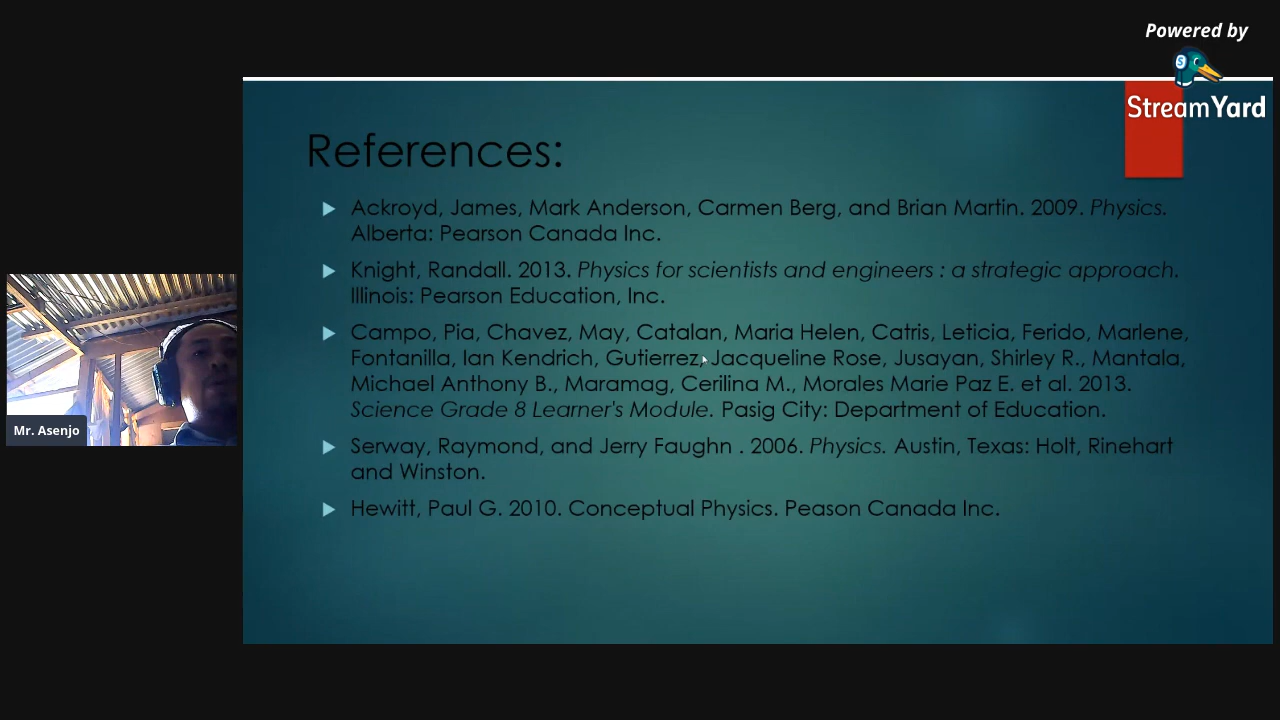 Powered by
StreamYard
References:
Ackroyd, James, Mark Anderson, Carmen Berg, and Brian Martin. 2009. Physics.
Alberta: Pearson Canada Inc.
Knight, Randall. 2013. Physics for scientists and engineers : a strategic approach.
Illinois: Pearson Education, Inc.
Campo, Pia, Chavez, May, Catalan, Maria Helen, Catris, Leticia, Ferido, Marlene,
Fontanilla, Ian Kendrich, Gutierrez, Jacqueline Rose, Jusayan, Shirley R., Mantala,
Michael Anthony B., Maramag, Cerilina M., Morales Marie Paz E. et al. 2013.
Science Grade 8 Learner's Module. Pasig City: Department of Education.
Serway, Raymond, and Jerry Faughn . 2006. Physics. Austin, Texas: Holt, Rinehart
and Winston.
Hewitt, Paul G. 2010. Conceptual Physics. Peason Canada Inc.
Mr. Asenjo